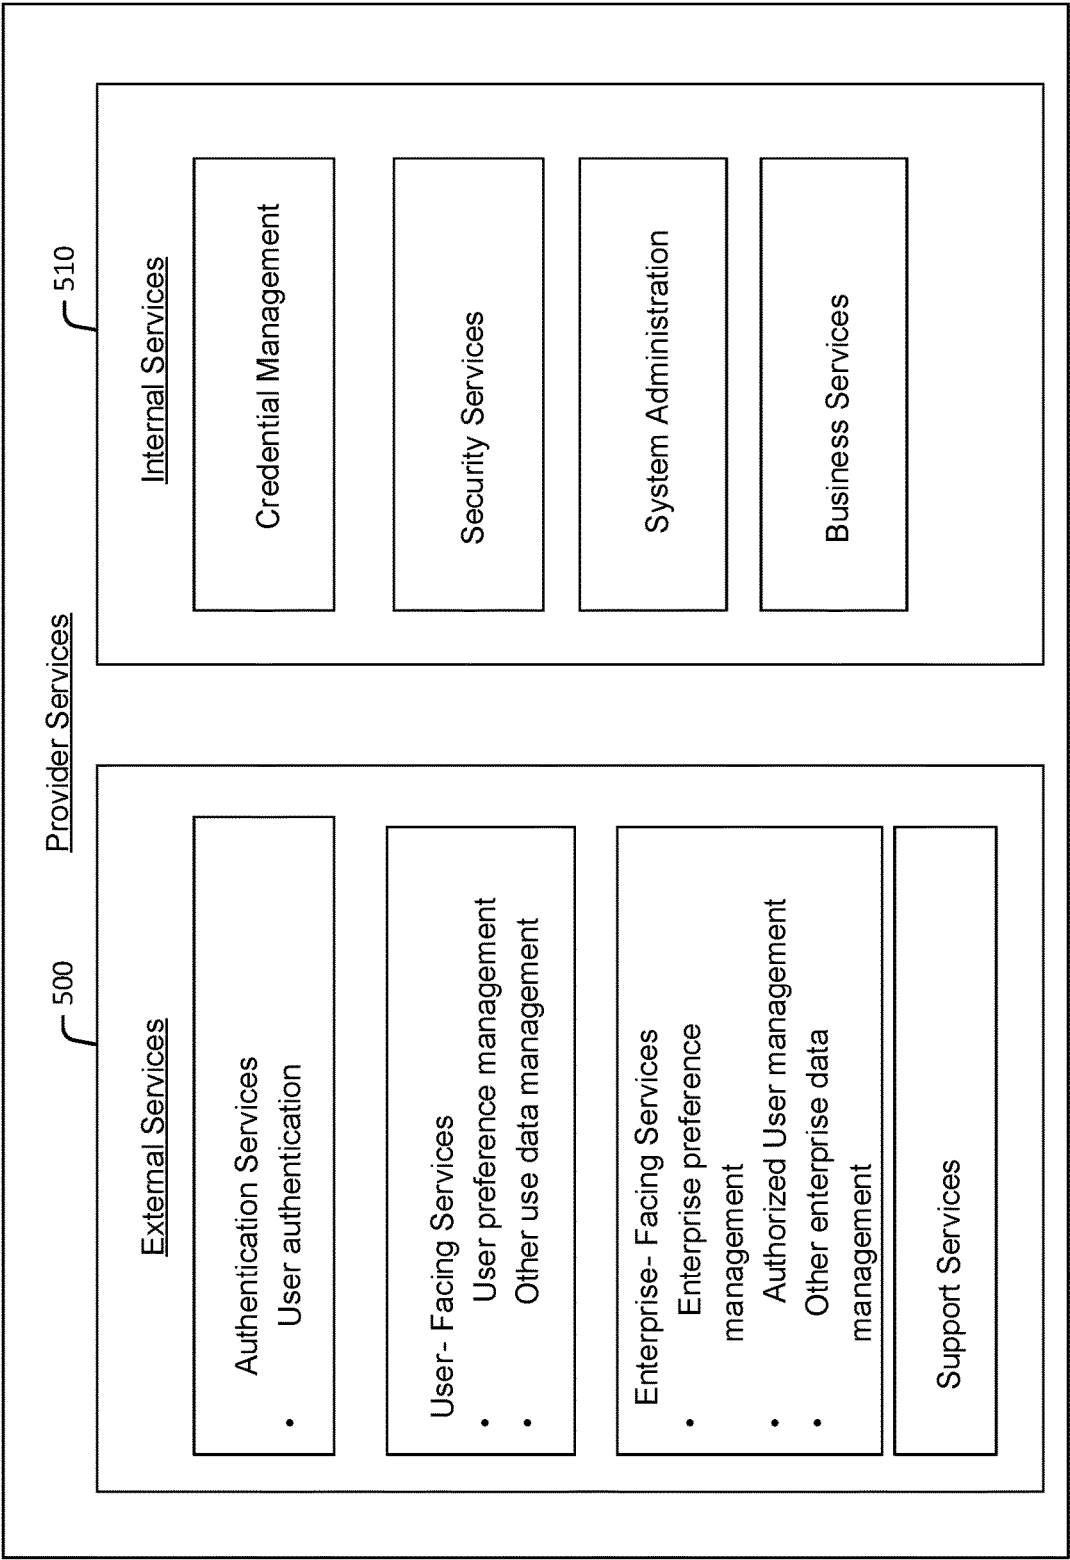 Provider Services
500
External Services
Authentication Services
• User authentication
User- Facing Services
• User preference management
• Other use data management
Enterprise- Facing Services
• Enterprise preference
management
• Authorized User management
• Other enterprise data
management
Support Services
510
Internal Services
Credential Management
Security Services
System Administration
Business Services